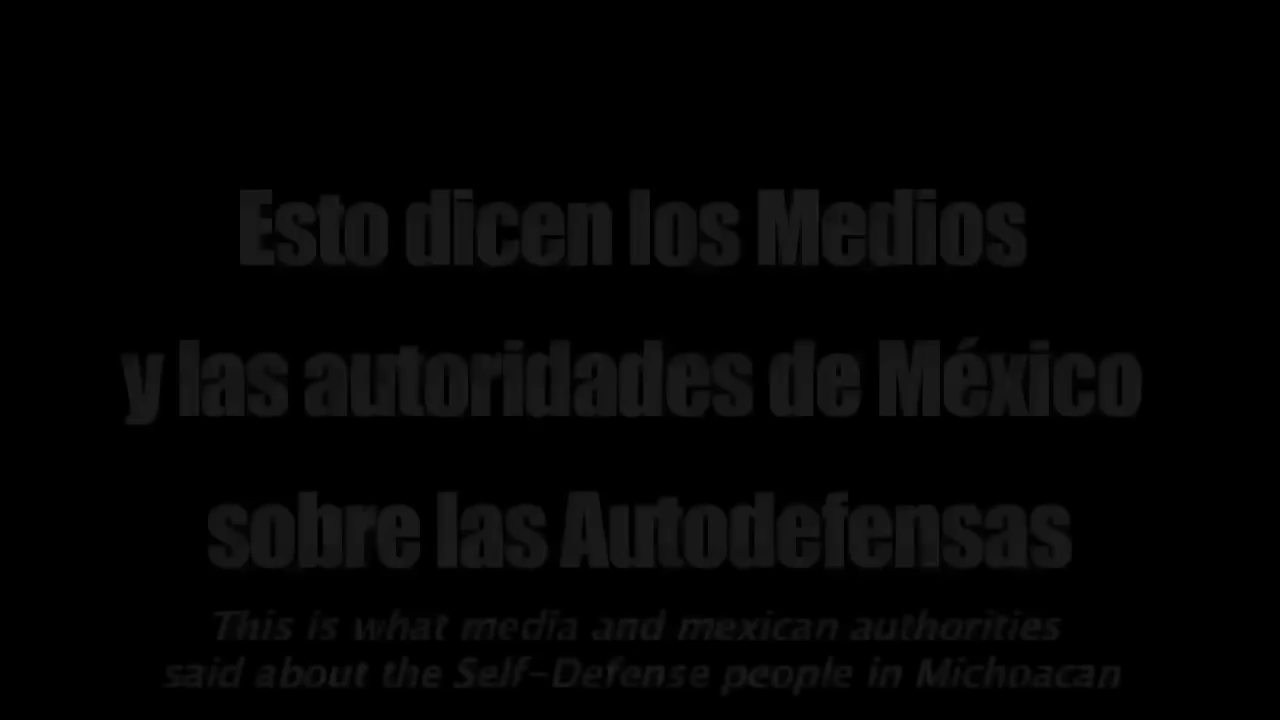 Esto dicen los Medios
y las autoridades de México
sobre las Autodefensas
This is what media and mexican authorities
said about the Self-Defense people in Michoacan